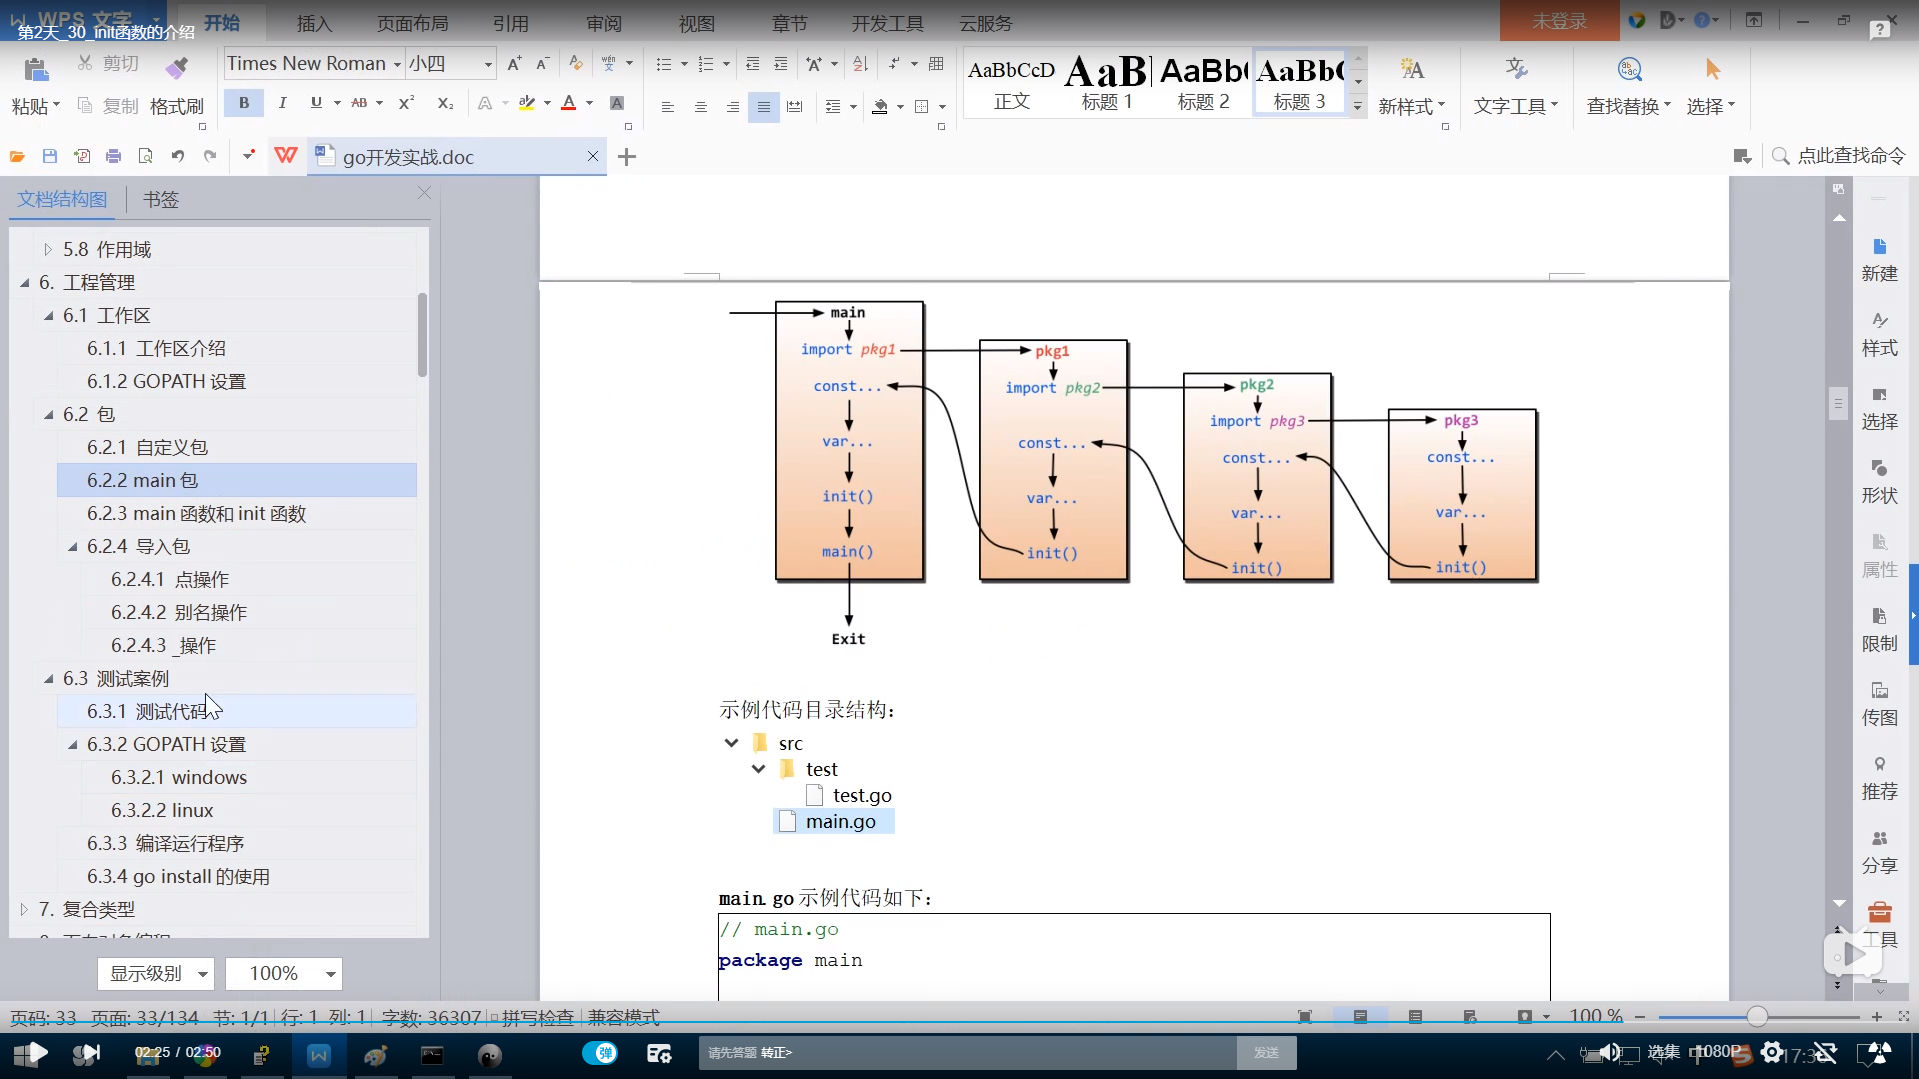 WPS 文字
第2天_30_init函数的介绍
开始 插入 页面布局 引用 审阅 视图 章节 开发工具 云服务 未登录
粘贴 剪切 复制 格式刷
Times New Roman 小四
B I U AB X² X₂ A A A
AaBbCcD 正文
AaBl 标题 1
AaBb( 标题 2
AaBb( 标题 3
新样式 文字工具 查找替换 选择
go开发实战.doc
点此查找命令
文档结构图 书签
5.8 作用域
6. 工程管理
6.1 工作区
6.1.1 工作区介绍
6.1.2 GOPATH 设置
6.2 包
6.2.1 自定义包
6.2.2 main 包
6.2.3 main 函数和 init 函数
6.2.4 导入包
6.2.4.1 点操作
6.2.4.2 别名操作
6.2.4.3 _操作
6.3 测试案例
6.3.1 测试代码
6.3.2 GOPATH 设置
6.3.2.1 windows
6.3.2.2 linux
6.3.3 编译运行程序
6.3.4 go install 的使用
7. 复合类型
显示级别 100%
main
import pkg1
const...
var...
init()
main()
Exit
pkg1
import pkg2
const...
var...
init()
pkg2
import pkg3
const...
var...
init()
pkg3
const...
var...
init()
示例代码目录结构：
src
test
test.go
main.go
main.go 示例代码如下：
// main.go
package main
新建
样式
选择
形状
属性
限制
传图
推荐
分享
工具
页码: 33 页面: 33/134 节: 1/1 行: 1 列: 1 字数: 36307 拼写检查 兼容模式
100 %
02:25 / 02:50
弹
请先答题 转正>
发送
选集
1080P